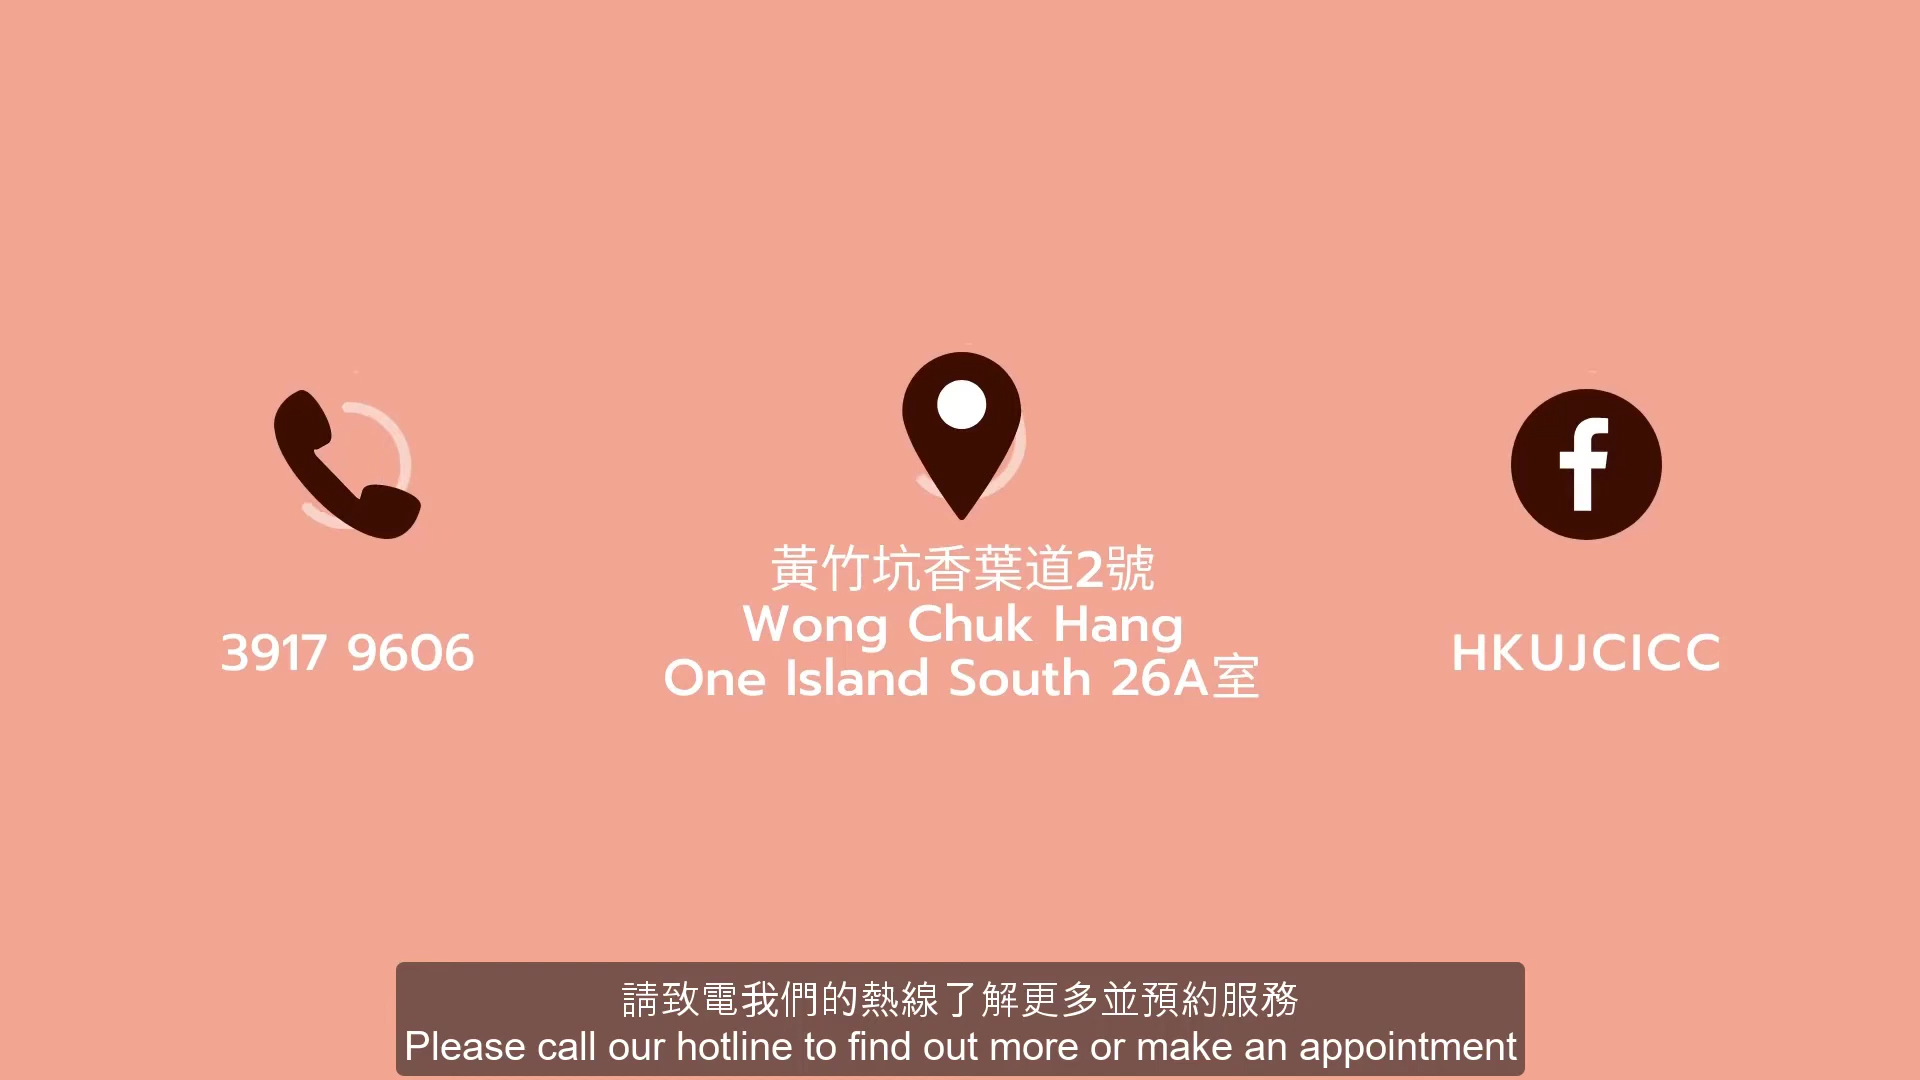 3917 9606
黃竹坑香葉道2號
Wong Chuk Hang
One Island South 26A室
HKUJCICC
請致電我們的熱線了解更多並預約服務
Please call our hotline to find out more or make an appointment